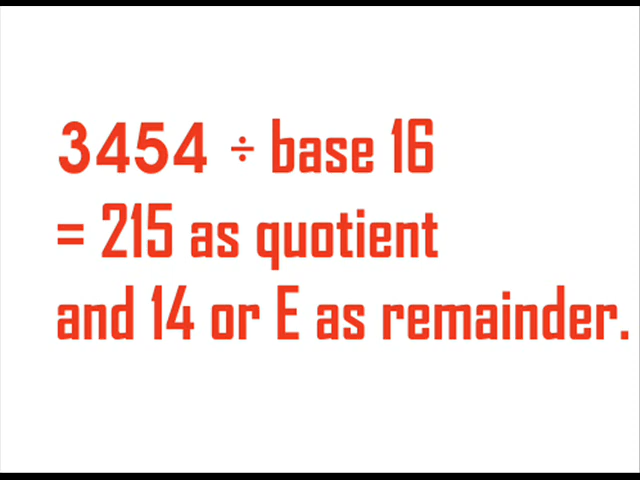 3454 ÷ base 16
= 215 as quotient
and 14 or E as remainder.